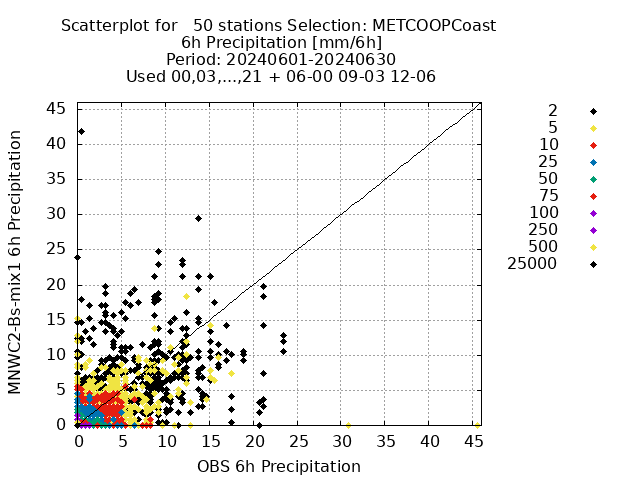 Scatterplot for   50 stations Selection: METCOOPCoast
6h Precipitation [mm/6h]
Period: 20240601-20240630
Used 00,03,...,21 + 06-00 09-03 12-06
MNWC2-Bs-mix1 6h Precipitation
45
40
35
30
25
20
15
10
5
0
0 5 10 15 20 25 30 35 40 45
OBS 6h Precipitation
2
5
10
25
50
75
100
250
500
25000